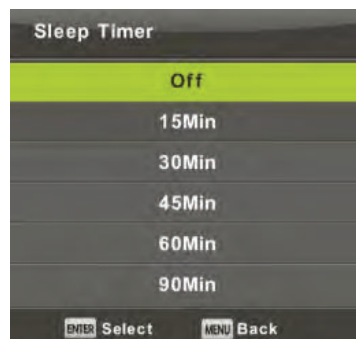 Sleep Timer
Off
15Min
30Min
45Min
60Min
90Min
ENTER Select MENU Back